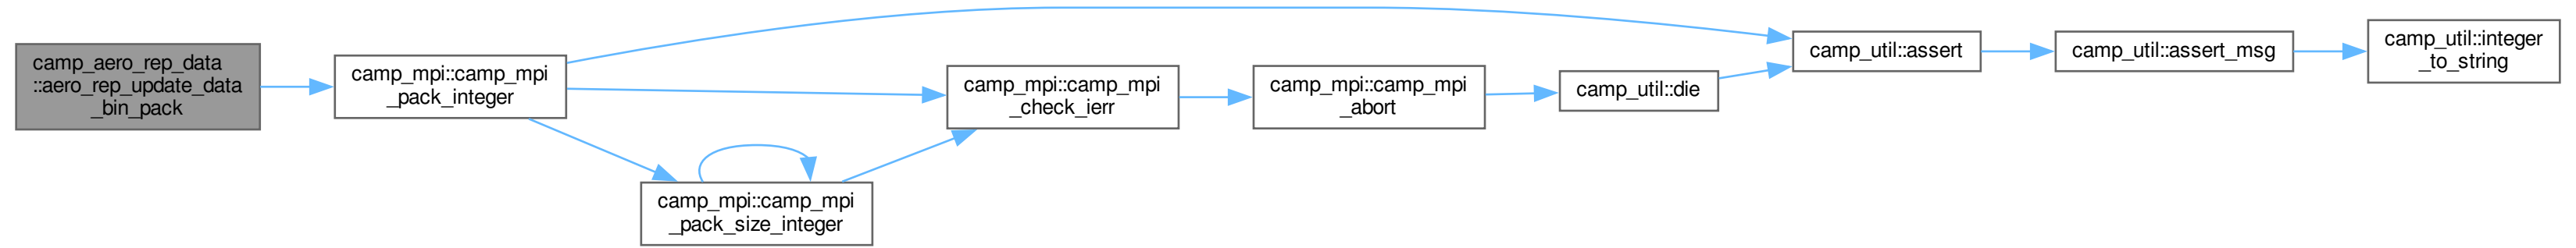 camp_aero_rep_data
::aero_rep_update_data
_bin_pack
camp_mpi::camp_mpi
_pack_integer
camp_mpi::camp_mpi
_pack_size_integer
camp_mpi::camp_mpi
_check_ierr
camp_mpi::camp_mpi
_abort
camp_util::die
camp_util::assert
camp_util::assert_msg
camp_util::integer
_to_string